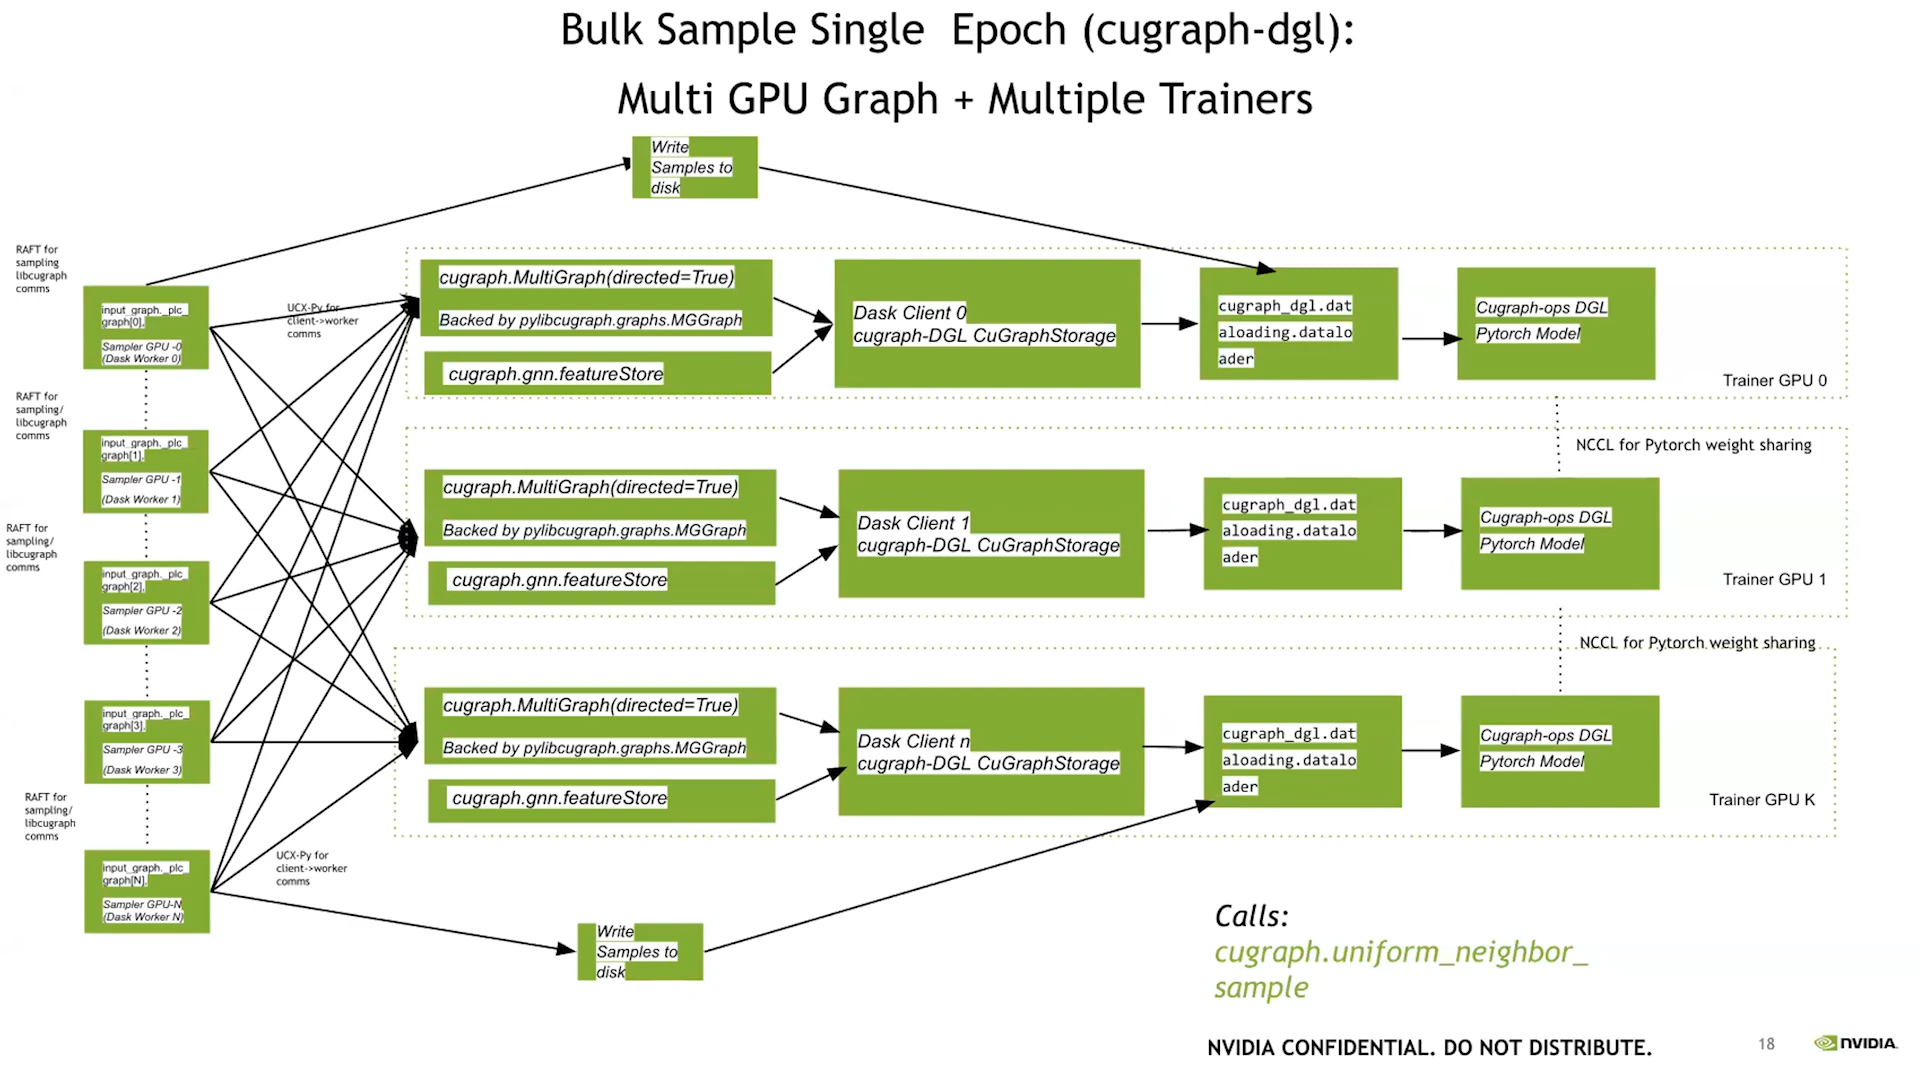 Bulk Sample Single Epoch (cugraph-dgl):
Multi GPU Graph + Multiple Trainers
Write
Samples to
disk
RAFT for
sampling
libcugraph
comms
input_graph._plc_
graph[0],
Sampler GPU -0
(Dask Worker 0)
UCX-Py for
client->worker
comms
cugraph.MultiGraph(directed=True)
Backed by pylibcugraph.graphs.MGGraph
cugraph.gnn.featureStore
Dask Client 0
cugraph-DGL CuGraphStorage
cugraph_dgl.dat
aloading.datalo
ader
Cugraph-ops DGL
Pytorch Model
Trainer GPU 0
RAFT for
sampling/
libcugraph
comms
input_graph._plc_
graph[1],
Sampler GPU -1
(Dask Worker 1)
NCCL for Pytorch weight sharing
cugraph.MultiGraph(directed=True)
Backed by pylibcugraph.graphs.MGGraph
cugraph.gnn.featureStore
Dask Client 1
cugraph-DGL CuGraphStorage
cugraph_dgl.dat
aloading.datalo
ader
Cugraph-ops DGL
Pytorch Model
Trainer GPU 1
RAFT for
sampling/
libcugraph
comms
input_graph._plc_
graph[2],
Sampler GPU -2
(Dask Worker 2)
NCCL for Pytorch weight sharing
input_graph._plc_
graph[3],
Sampler GPU -3
(Dask Worker 3)
cugraph.MultiGraph(directed=True)
Backed by pylibcugraph.graphs.MGGraph
cugraph.gnn.featureStore
Dask Client n
cugraph-DGL CuGraphStorage
cugraph_dgl.dat
aloading.datalo
ader
Cugraph-ops DGL
Pytorch Model
Trainer GPU K
RAFT for
sampling/
libcugraph
comms
input_graph._plc_
graph[N],
Sampler GPU-N
(Dask Worker N)
UCX-Py for
client->worker
comms
Write
Samples to
disk
Calls:
cugraph.uniform_neighbor_
sample
NVIDIA CONFIDENTIAL. DO NOT DISTRIBUTE.
18
NVIDIA.